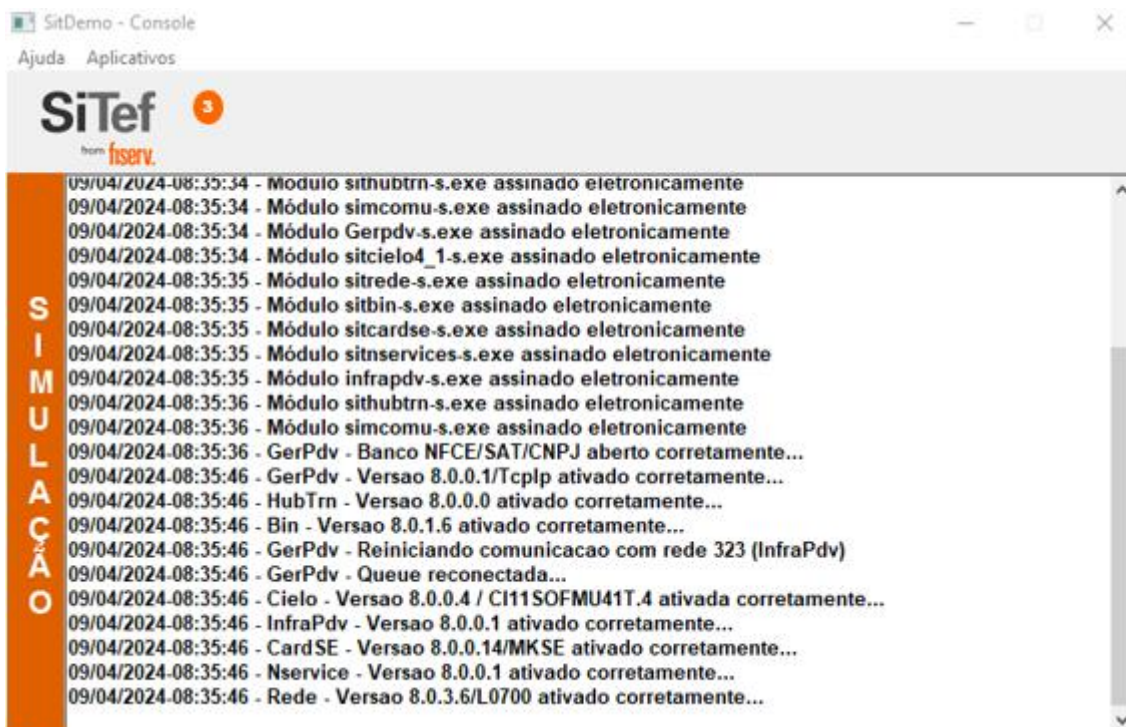 SitDemo - Console
Ajuda Aplicativos
SiTef 3
from fiserv.
SIMULAÇÃO
09/04/2024-08:35:34 - Módulo sithubtrn-s.exe assinado eletronicamente
09/04/2024-08:35:34 - Módulo simcomu-s.exe assinado eletronicamente
09/04/2024-08:35:34 - Módulo Gerpdv-s.exe assinado eletronicamente
09/04/2024-08:35:34 - Módulo sitcielo4_1-s.exe assinado eletronicamente
09/04/2024-08:35:35 - Módulo sitrede-s.exe assinado eletronicamente
09/04/2024-08:35:35 - Módulo sitbin-s.exe assinado eletronicamente
09/04/2024-08:35:35 - Módulo sitcardse-s.exe assinado eletronicamente
09/04/2024-08:35:35 - Módulo sitnservices-s.exe assinado eletronicamente
09/04/2024-08:35:35 - Módulo infrapdv-s.exe assinado eletronicamente
09/04/2024-08:35:36 - Módulo sithubtrn-s.exe assinado eletronicamente
09/04/2024-08:35:36 - Módulo simcomu-s.exe assinado eletronicamente
09/04/2024-08:35:36 - GerPdv - Banco NFCE/SAT/CNPJ aberto corretamente...
09/04/2024-08:35:46 - GerPdv - Versao 8.0.0.1/TcpIp ativado corretamente...
09/04/2024-08:35:46 - HubTrn - Versao 8.0.0.0 ativado corretamente...
09/04/2024-08:35:46 - Bin - Versao 8.0.1.6 ativado corretamente...
09/04/2024-08:35:46 - GerPdv - Reiniciando comunicacao com rede 323 (InfraPdv)
09/04/2024-08:35:46 - GerPdv - Queue reconectada...
09/04/2024-08:35:46 - Cielo - Versao 8.0.0.4 / CI11SOFMU41T.4 ativada corretamente...
09/04/2024-08:35:46 - InfraPdv - Versao 8.0.0.1 ativado corretamente...
09/04/2024-08:35:46 - CardSE - Versao 8.0.0.14/MKSE ativado corretamente...
09/04/2024-08:35:46 - Nservice - Versao 8.0.0.1 ativado corretamente...
09/04/2024-08:35:46 - Rede - Versao 8.0.3.6/L0700 ativado corretamente...